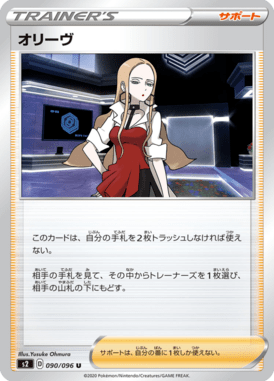 TRAINER'S
サポート
オリーヴ
このカードは、自分の手札を2枚トラッシュしなければ使えない。
相手の手札を見て、その中からトレーナーズを1枚選び、相手の山札の下にもどす。
Illus.Yusuke Ohmura
サポートは、自分の番に1枚しか使えない。
S2 D 090/096 U
©2020 Pokémon/Nintendo/Creatures/GAME FREAK.